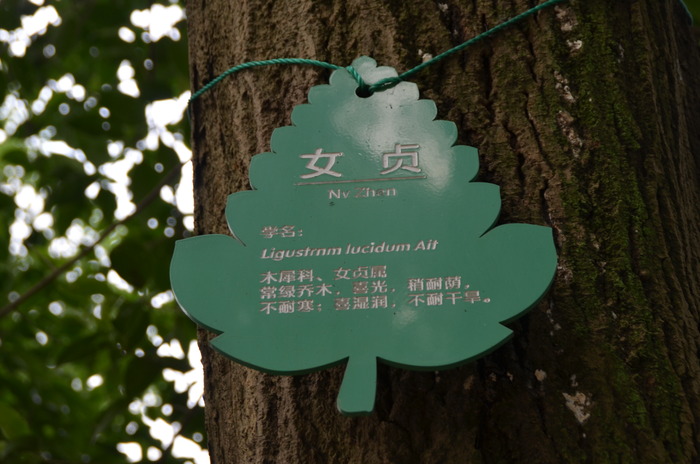 女 贞
Nv Zhen
学名:
Ligustrnm lucidum Ait
木犀科、女贞属
常绿乔木，喜光，稍耐荫，
不耐寒；喜湿润，不耐干旱。